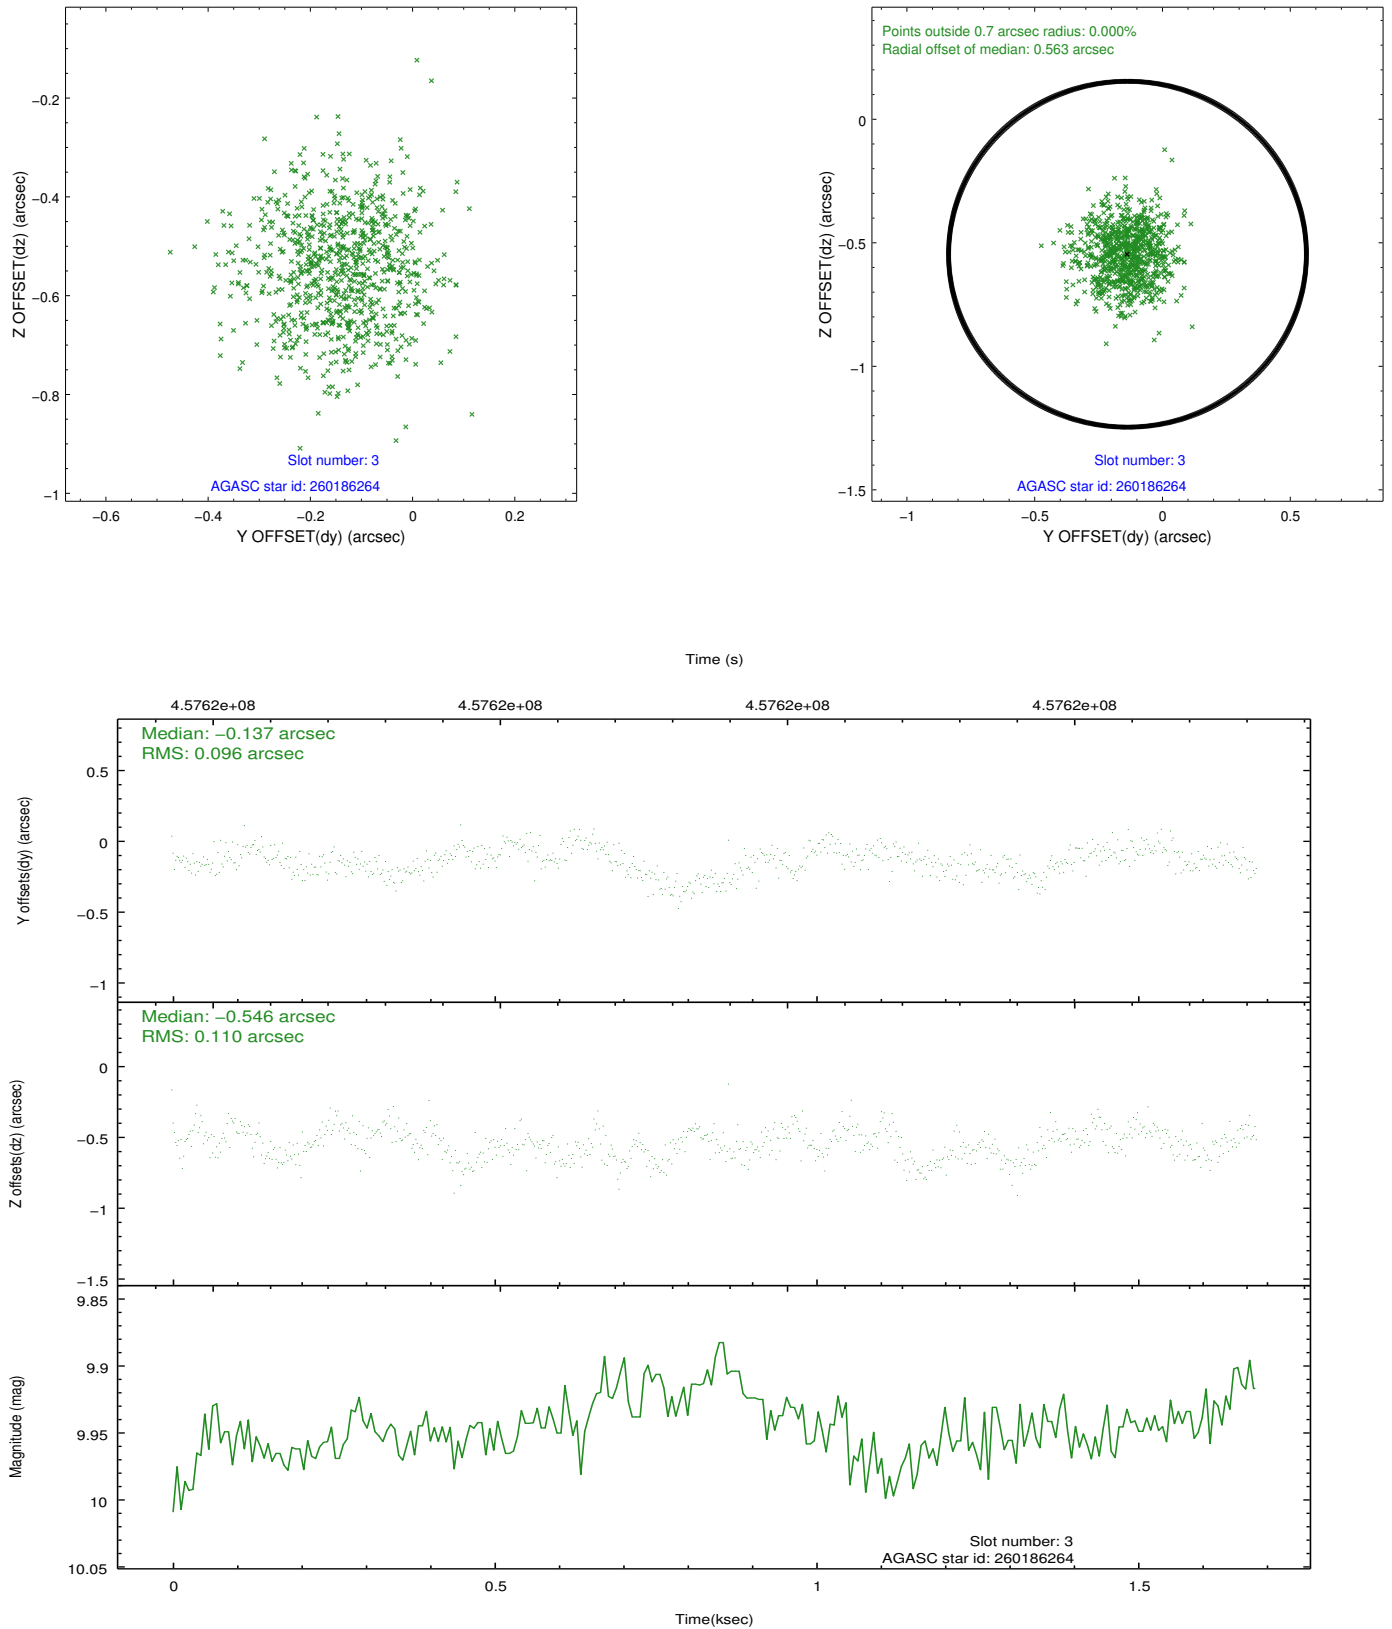 −0.2
−0.4
−0.6
−0.8
−1
Z OFFSET(dz) (arcsec)
Slot number: 3
AGASC star id: 260186264
−0.6 −0.4 −0.2 0 0.2
Y OFFSET(dy) (arcsec)
Points outside 0.7 arcsec radius: 0.000%
Radial offset of median: 0.563 arcsec
0
−0.5
−1
−1.5
Z OFFSET(dz) (arcsec)
Slot number: 3
AGASC star id: 260186264
−1 −0.5 0 0.5
Y OFFSET(dy) (arcsec)
Time (s)
4.5762e+08 4.5762e+08 4.5762e+08 4.5762e+08
Median: −0.137 arcsec
RMS: 0.096 arcsec
0.5
0
−0.5
−1
Y offsets(dy) (arcsec)
Median: −0.546 arcsec
RMS: 0.110 arcsec
0
−0.5
−1
−1.5
Z offsets(dz) (arcsec)
9.85
9.9
9.95
10
10.05
Magnitude (mag)
Slot number: 3
AGASC star id: 260186264
0 0.5 1 1.5
Time(ksec)